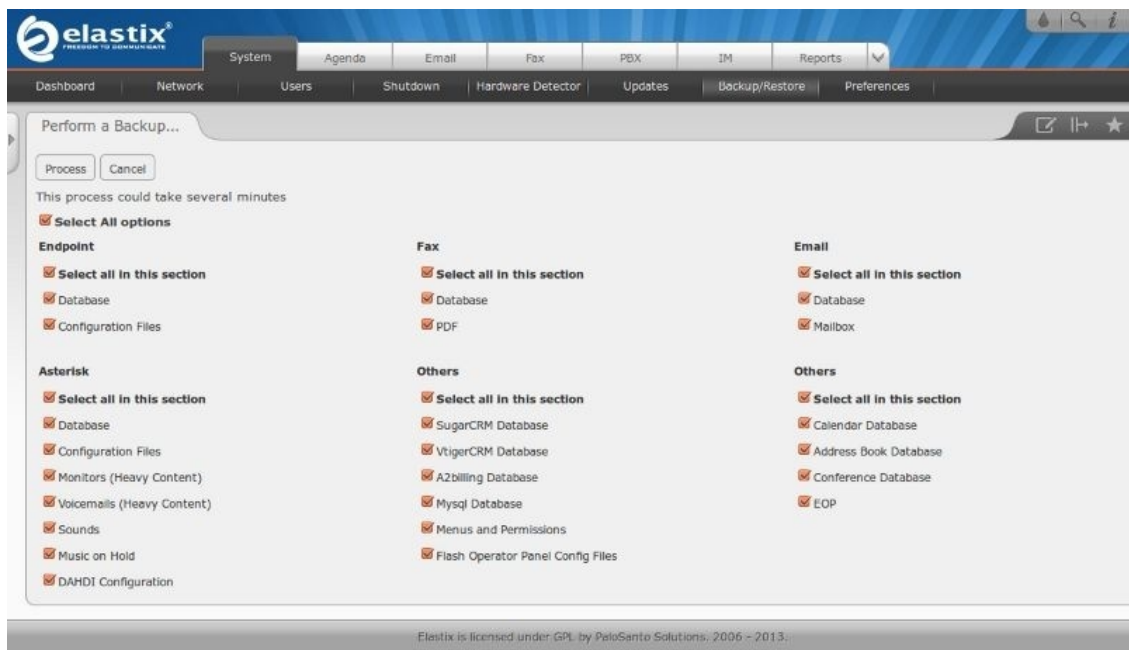 elastix®
FREEDOM TO COMMUNICATE
System Agenda Email Fax PBX IM Reports
Dashboard Network Users Shutdown Hardware Detector Updates Backup/Restore Preferences
Perform a Backup...
Process Cancel
This process could take several minutes
Select All options
Endpoint
Select all in this section
Database
Configuration Files
Fax
Select all in this section
Database
PDF
Email
Select all in this section
Database
Mailbox
Asterisk
Select all in this section
Database
Configuration Files
Monitors (Heavy Content)
Voicemails (Heavy Content)
Sounds
Music on Hold
DAHDI Configuration
Others
Select all in this section
SugarCRM Database
VtigerCRM Database
A2billing Database
Mysql Database
Menus and Permissions
Flash Operator Panel Config Files
Others
Select all in this section
Calendar Database
Address Book Database
Conference Database
EOP
Elastix is licensed under GPL by PaloSanto Solutions. 2006 - 2013.